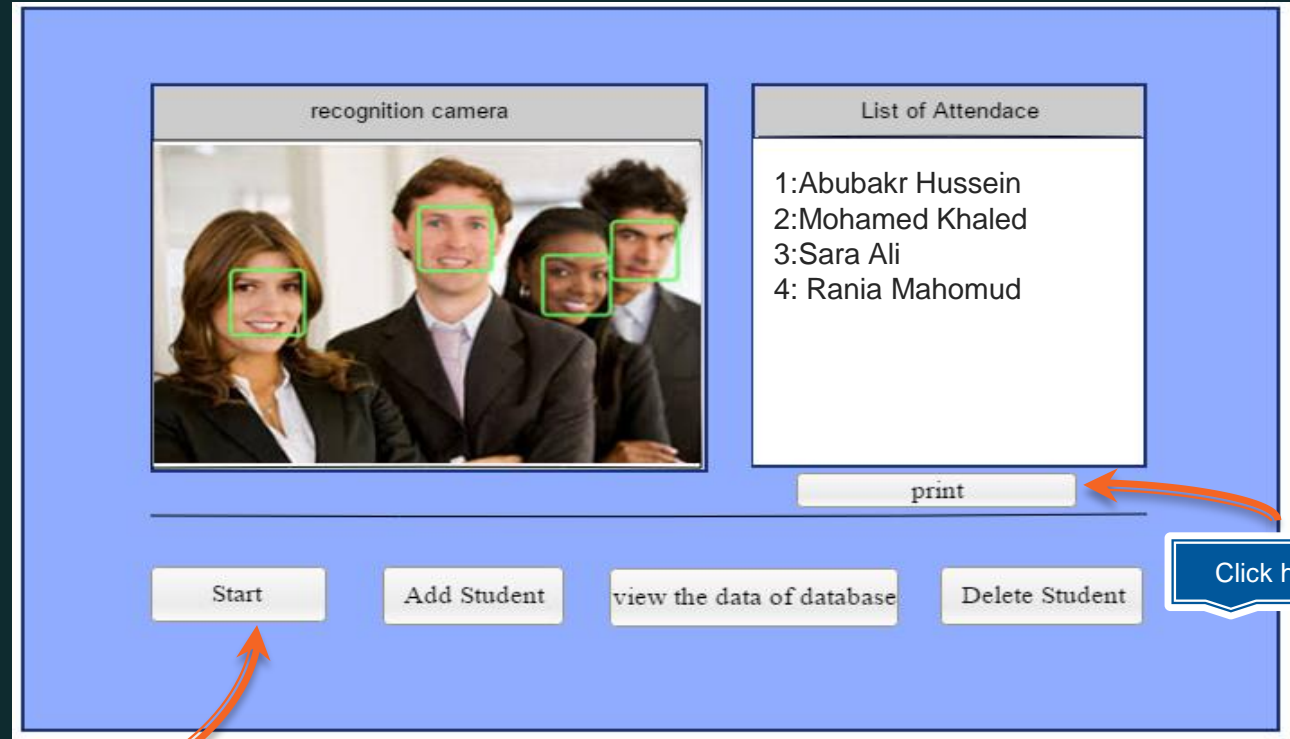 recognition camera
List of Attendace
1:Abubakr Hussein
2:Mohamed Khaled
3:Sara Ali
4: Rania Mahomud
print
Click
Start
Add Student
view the data of database
Delete Student